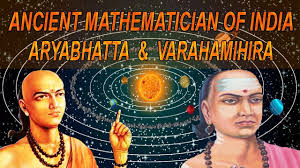 ANCIENT MATHEMATICIAN OF INDIA
ARYABHATTA & VARAHAMIHIRA